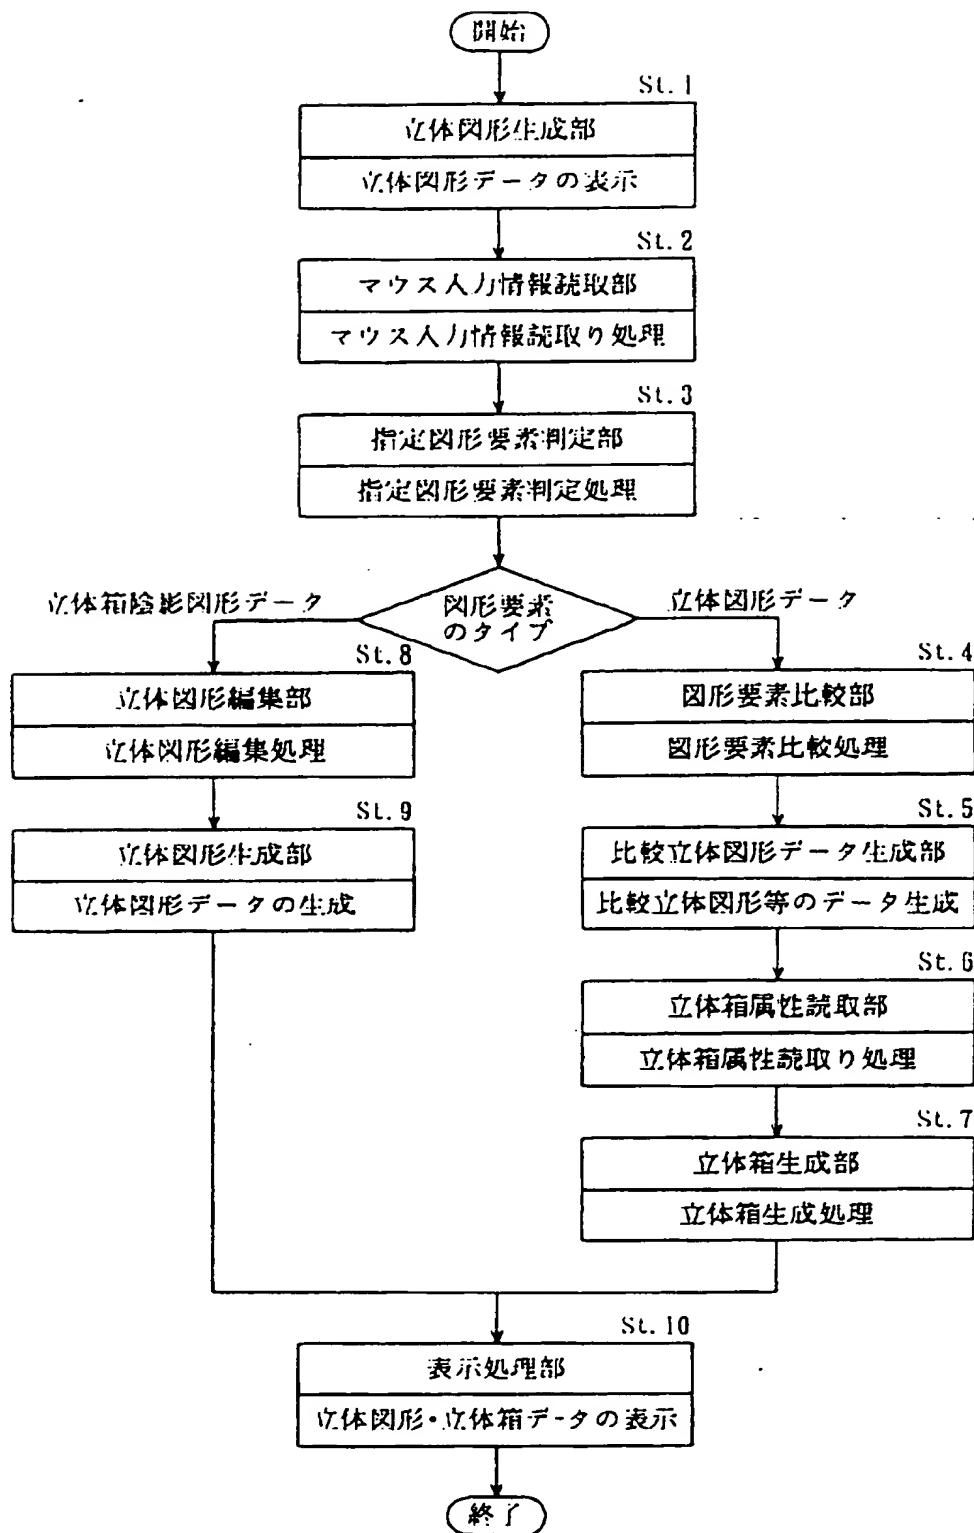 開始
St.1
立体図形生成部
立体図形データの表示
St.2
マウス入力情報読取部
マウス入力情報読取り処理
St.3
指定図形要素判定部
指定図形要素判定処理
図形要素
のタイプ
立体箱陰影図形データ
立体図形データ
St.8
立体図形編集部
立体図形編集処理
St.9
立体図形生成部
立体図形データの生成
St.4
図形要素比較部
図形要素比較処理
St.5
比較立体図形データ生成部
比較立体図形等のデータ生成
St.6
立体箱属性読取部
立体箱属性読取り処理
St.7
立体箱生成部
立体箱生成処理
St.10
表示処理部
立体図形・立体箱データの表示
終了